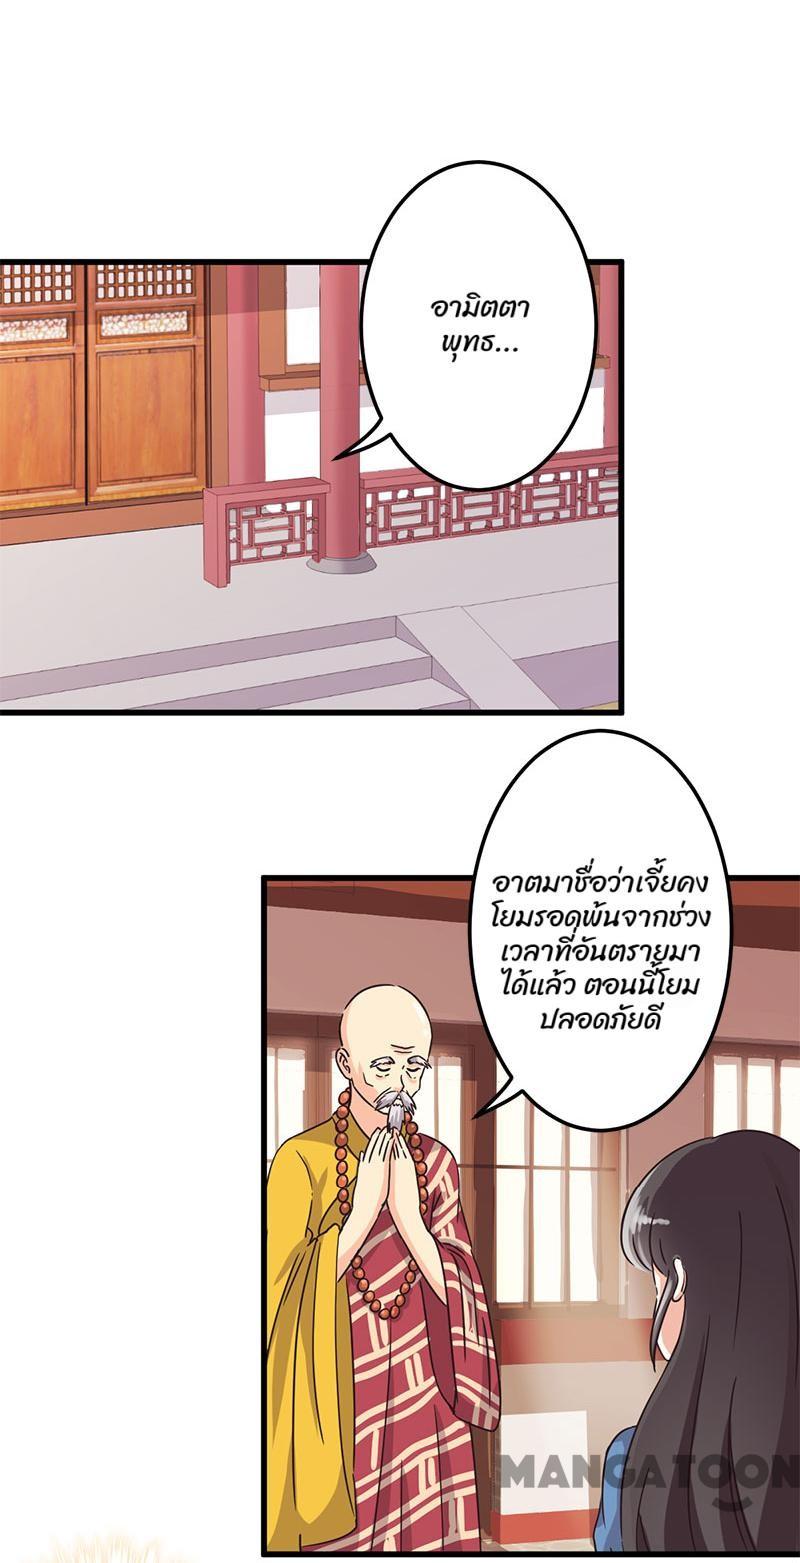 อามิตตา
พุทธ...
อาตมาชื่อว่าเจี้ยคง
โยมรอดพ้นจากช่วง
เวลาที่อันตรายมา
ได้แล้ว ตอนนี้โยม
ปลอดภัยดี
MANGATOON